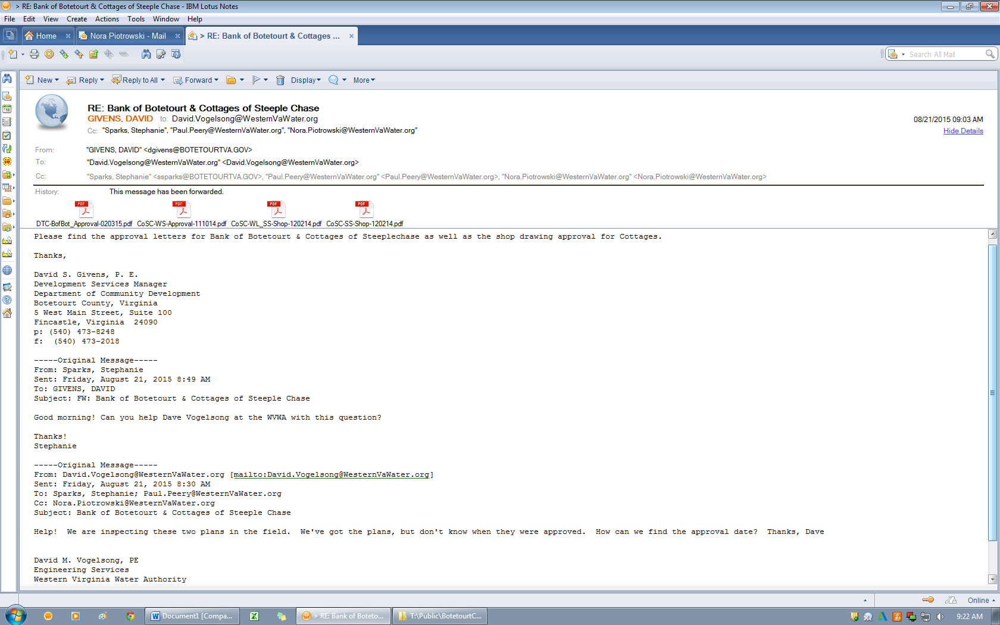 > RE: Bank of Botetourt & Cottages of Steeple Chase - IBM Lotus Notes
File Edit View Create Actions Tools Window Help
Home Nora Piotrowski - Mail > RE: Bank of Botetourt & Cottages ...
Search All Mail
New Reply Reply to All Forward Display More
RE: Bank of Botetourt & Cottages of Steeple Chase
GIVENS, DAVID to: David.Vogelsong@WesternVaWater.org 08/21/2015 09:03 AM
Cc: "Sparks, Stephanie", "Paul.Peery@WesternVaWater.org", "Nora.Piotrowski@WesternVaWater.org" Hide Details
From: "GIVENS, DAVID" <dgivens@BOTETOURTVA.GOV>
To: "David.Vogelsong@WesternVaWater.org" <David.Vogelsong@WesternVaWater.org>
Cc: "Sparks, Stephanie" <ssparks@BOTETOURTVA.GOV>, "Paul.Peery@WesternVaWater.org" <Paul.Peery@WesternVaWater.org>, "Nora.Piotrowski@WesternVaWater.org" <Nora.Piotrowski@WesternVaWater.org>
History: This message has been forwarded.
PDF PDF PDF PDF
DTC-BofBot_Approval-020315.pdf CoSC-WS-Approval-111014.pdf CoSC-WL_SS-Shop-120214.pdf CoSC-SS-Shop-120214.pdf
Please find the approval letters for Bank of Botetourt & Cottages of Steeplechase as well as the shop drawing approval for Cottages.
Thanks,
David S. Givens, P. E.
Development Services Manager
Department of Community Development
Botetourt County, Virginia
5 West Main Street, Suite 100
Fincastle, Virginia  24090
p: (540) 473-8248
f:  (540) 473-2018
-----Original Message-----
From: Sparks, Stephanie
Sent: Friday, August 21, 2015 8:49 AM
To: GIVENS, DAVID
Subject: FW: Bank of Botetourt & Cottages of Steeple Chase
Good morning! Can you help Dave Vogelsong at the WVWA with this question?
Thanks!
Stephanie
-----Original Message-----
From: David.Vogelsong@WesternVaWater.org [mailto:David.Vogelsong@WesternVaWater.org]
Sent: Friday, August 21, 2015 8:30 AM
To: Sparks, Stephanie; Paul.Peery@WesternVaWater.org
Cc: Nora.Piotrowski@WesternVaWater.org
Subject: Bank of Botetourt & Cottages of Steeple Chase
Help!  We are inspecting these two plans in the field.  We've got the plans, but don't know when they were approved.  How can we find the approval date?  Thanks, Dave
David M. Vogelsong, PE
Engineering Services
Western Virginia Water Authority
Online
Document1 [Compa... > RE: Bank of Boteto... T:\Public\BotetourtC... 9:22 AM